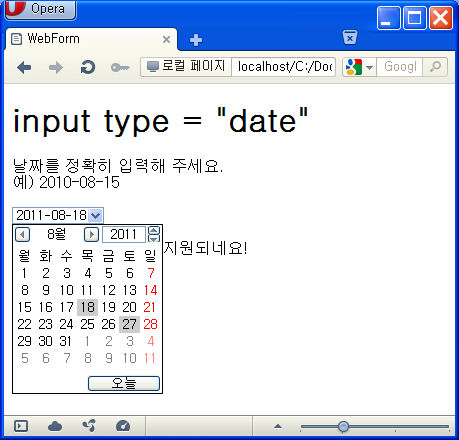 Opera
WebForm
로컬 페이지 localhost/C:/Doc Googl
input type = "date"
날짜를 정확히 입력해 주세요.
예) 2010-08-15
2011-08-18
8월 2011
지원되네요!
월 화 수 목 금 토 일
1 2 3 4 5 6 7
8 9 10 11 12 13 14
15 16 17 18 19 20 21
22 23 24 25 26 27 28
29 30 31 1 2 3 4
5 6 7 8 9 10 11
오늘